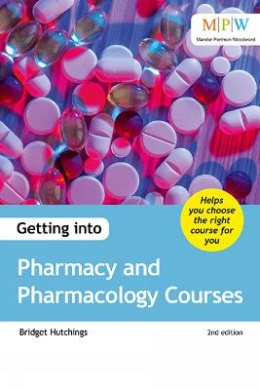 M|P|W
Mander Portman Woodward
Helps
you choose
the right
course for
you
Getting into
Pharmacy and
Pharmacology Courses
Bridget Hutchings
2nd edition